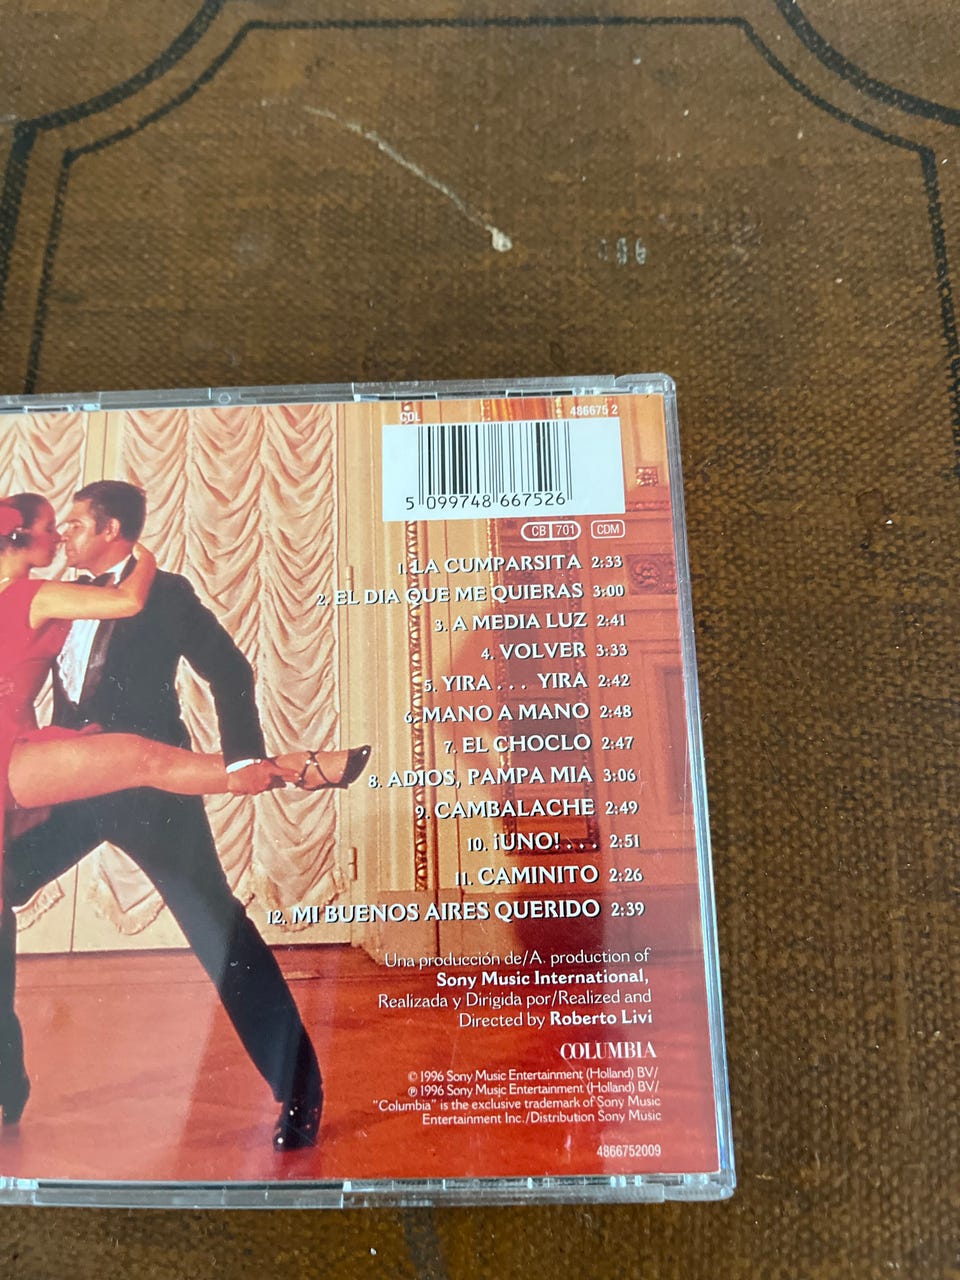 COL 486675 2
5 099748 667526
CB 701 CDM
1. LA CUMPARSITA 2:33
2. EL DIA QUE ME QUIERAS 3:00
3. A MEDIA LUZ 2:41
4. VOLVER 3:33
5. YIRA... YIRA 2:42
6. MANO A MANO 2:48
7. EL CHOCLO 2:47
8. ADIOS, PAMPA MIA 3:06
9. CAMBALACHE 2:49
10. ¡UNO!... 2:51
11. CAMINITO 2:26
12. MI BUENOS AIRES QUERIDO 2:39
Una producción de/A. production of
Sony Music International,
Realizada y Dirigida por/Realized and
Directed by Roberto Livi
COLUMBIA
© 1996 Sony Music Entertainment (Holland) BV/
℗ 1996 Sony Music Entertainment (Holland) BV/
"Columbia" is the exclusive trademark of Sony Music
Entertainment Inc./Distribution Sony Music
4866752009